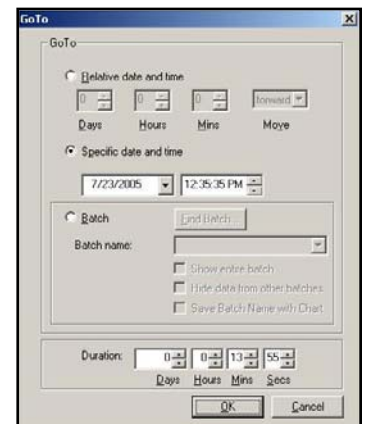 GoTo
GoTo
Relative date and time
0 0 0 forward
Days Hours Mins Move
Specific date and time
7/23/2005 12:35:35 PM
Batch Find Batch...
Batch name:
Show entire batch
Hide data from other batches
Save Batch Name with Chart
Duration: 0 0 13 55
Days Hours Mins Secs
OK Cancel